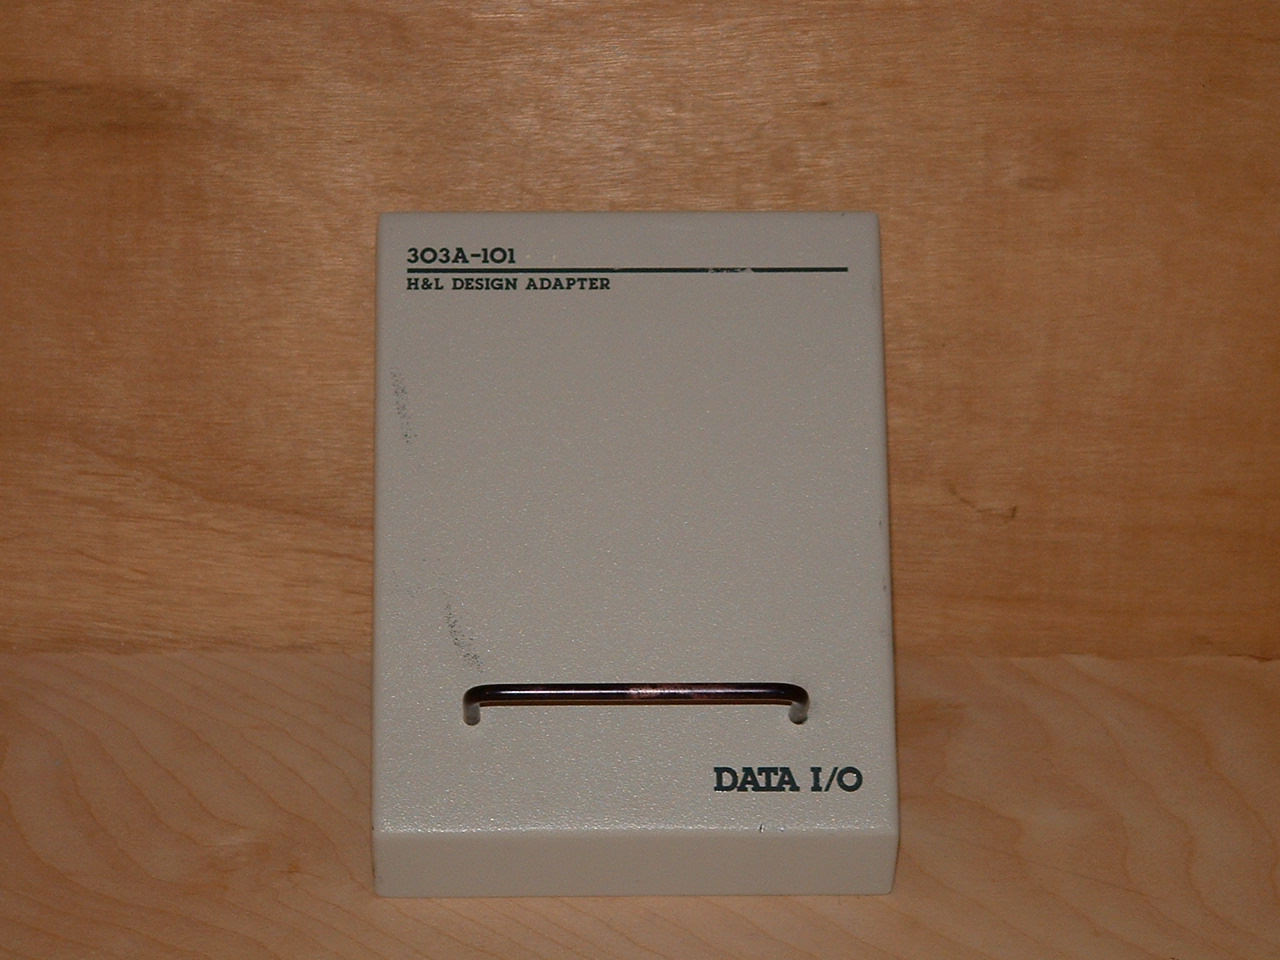 303A-101
H&L DESIGN ADAPTER
DATA I/O